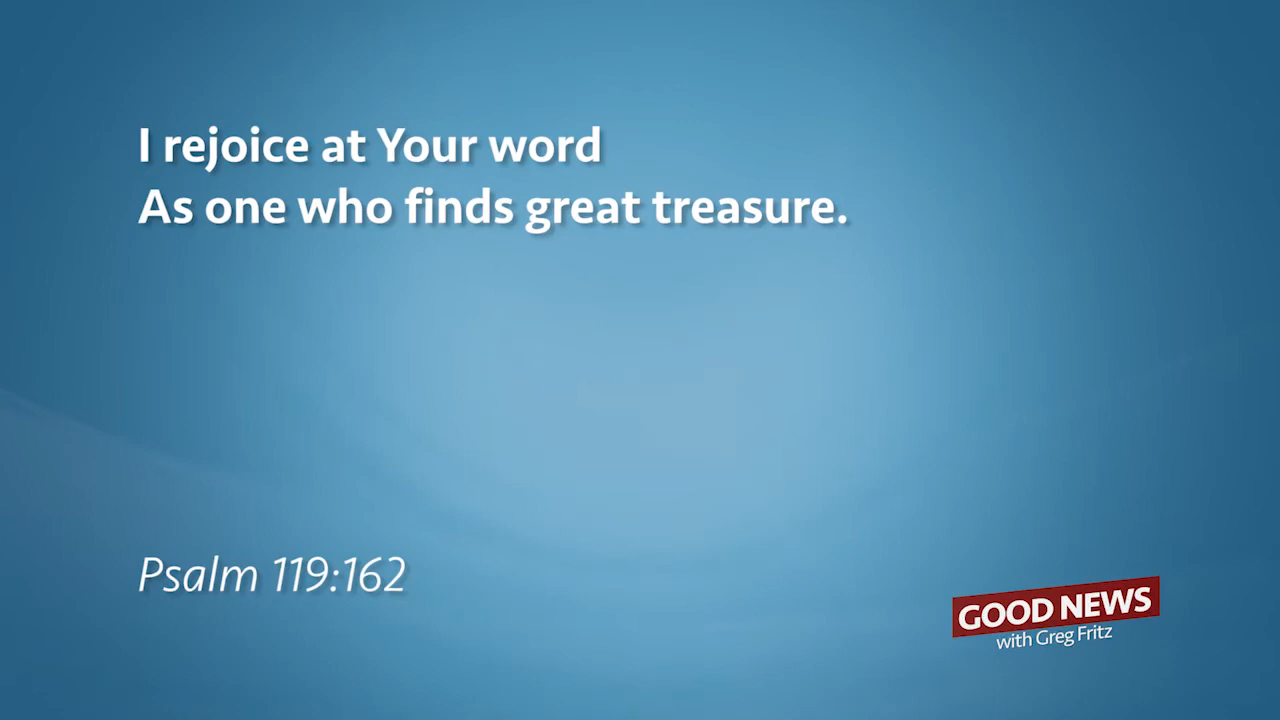 I rejoice at Your word
As one who finds great treasure.
Psalm 119:162
GOOD NEWS
with Greg Fritz